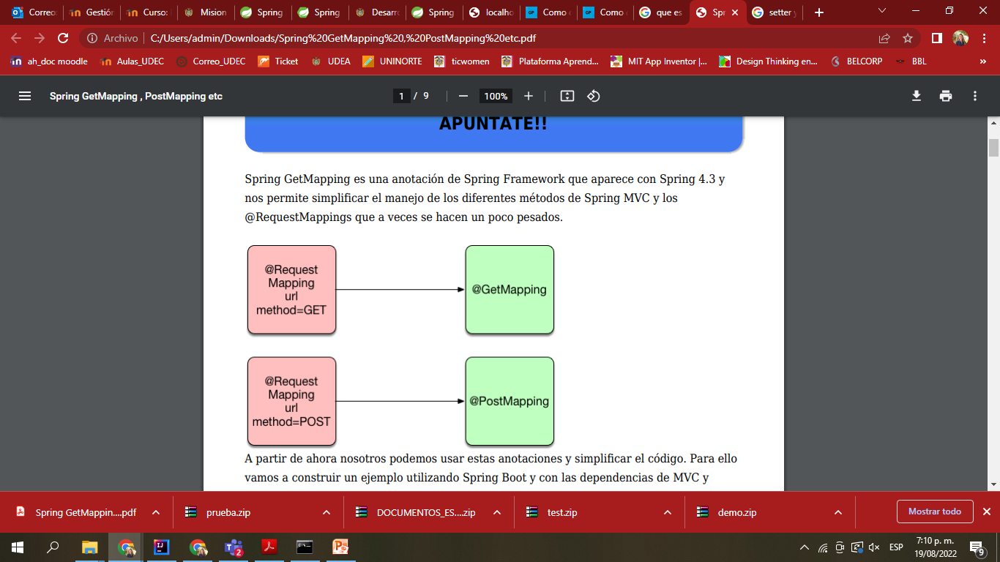 Correo:
Gestión
Curso:
Mision
Spring
Spring
Desarro
Spring
localho
Como
Como
que es
Spr
setter y
Archivo
C:/Users/admin/Downloads/Spring%20GetMapping%20,%20PostMapping%20etc.pdf
ah_doc moodle
Aulas_UDEC
Correo_UDEC
Ticket
UDEA
UNINORTE
ticwomen
Plataforma Aprend...
MIT App Inventor |...
Design Thinking en...
BELCORP
BBL
»
Spring GetMapping , PostMapping etc
1 / 9
100%
APUNTATE!!
Spring GetMapping es una anotación de Spring Framework que aparece con Spring 4.3 y
nos permite simplificar el manejo de los diferentes métodos de Spring MVC y los
@RequestMappings que a veces se hacen un poco pesados.
@Request
Mapping
url
method=GET
@GetMapping
@Request
Mapping
url
method=POST
@PostMapping
A partir de ahora nosotros podemos usar estas anotaciones y simplificar el código. Para ello
vamos a construir un ejemplo utilizando Spring Boot y con las dependencias de MVC y
Spring GetMappin....pdf
prueba.zip
DOCUMENTOS_ES....zip
test.zip
demo.zip
Mostrar todo
ESP
7:10 p. m.
19/08/2022
9
2